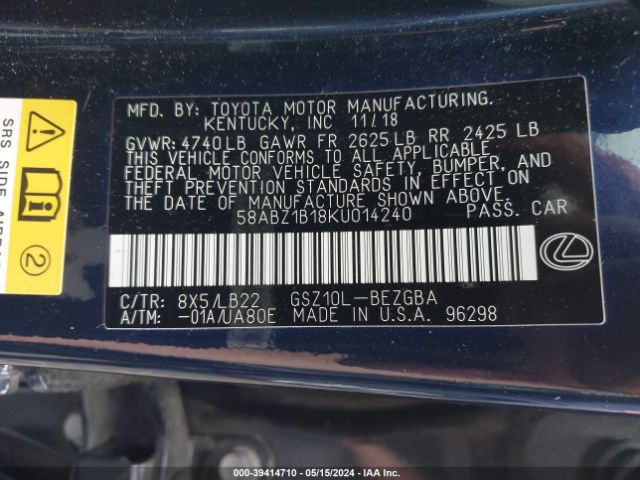 MFD. BY: TOYOTA MOTOR MANUFACTURING,
KENTUCKY, INC 11/18
GVWR: 4740LB GAWR FR 2625LB RR 2425 LB
THIS VEHICLE CONFORMS TO ALL APPLICABLE
FEDERAL MOTOR VEHICLE SAFETY, BUMPER, AND
THEFT PREVENTION STANDARDS IN EFFECT ON
THE DATE OF MANUFACTURE SHOWN ABOVE.
58ABZ1B18KU014240 PASS. CAR
C/TR: 8X5/LB22 GSZ10L-BEZGBA
A/TM: -01A/UA80E MADE IN U.S.A. 96298
SRS SIDE
2
000-39414710 - 05/15/2024 - IAA Inc.